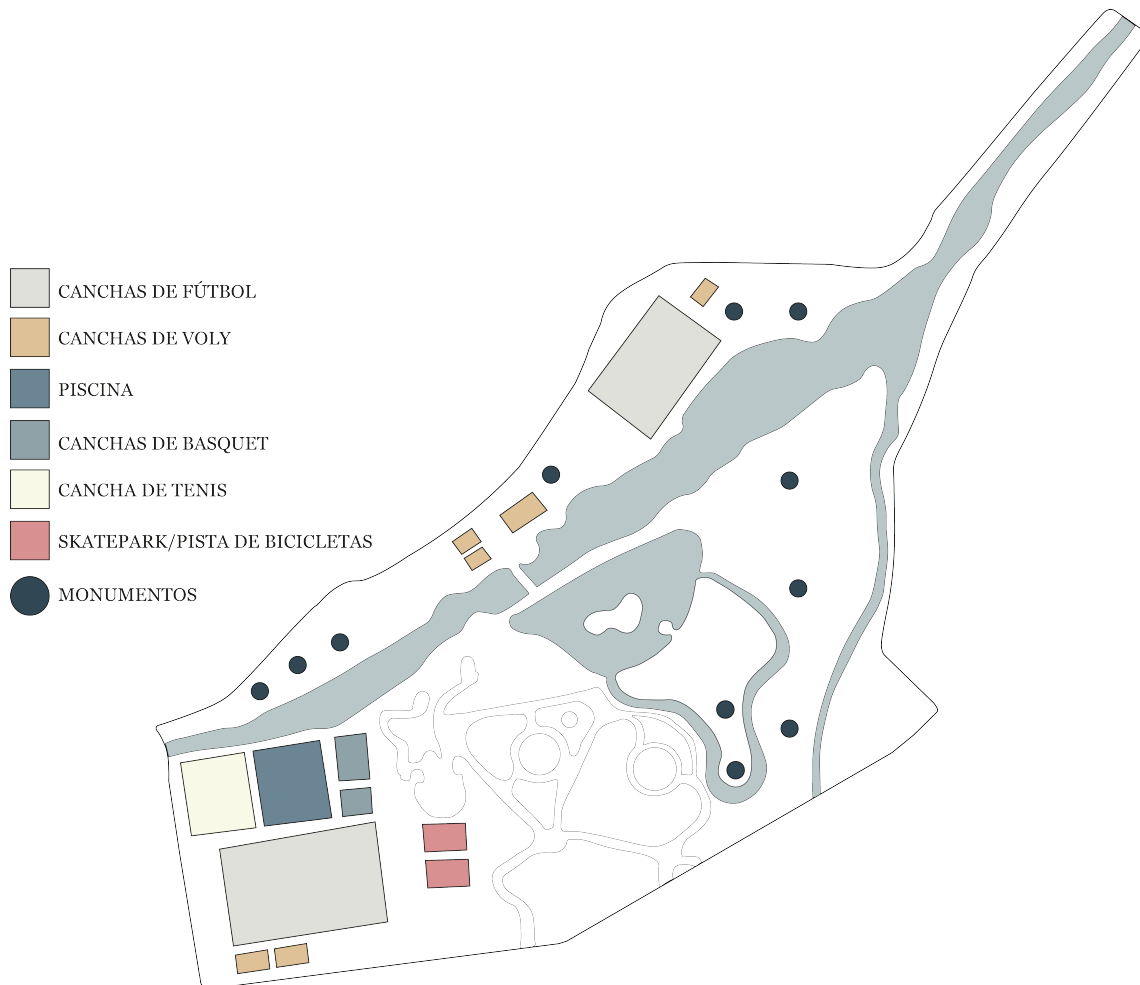 CANCHAS DE FÚTBOL
CANCHAS DE VOLY
PISCINA
CANCHAS DE BASQUET
CANCHA DE TENIS
SKATEPARK/PISTA DE BICICLETAS
MONUMENTOS